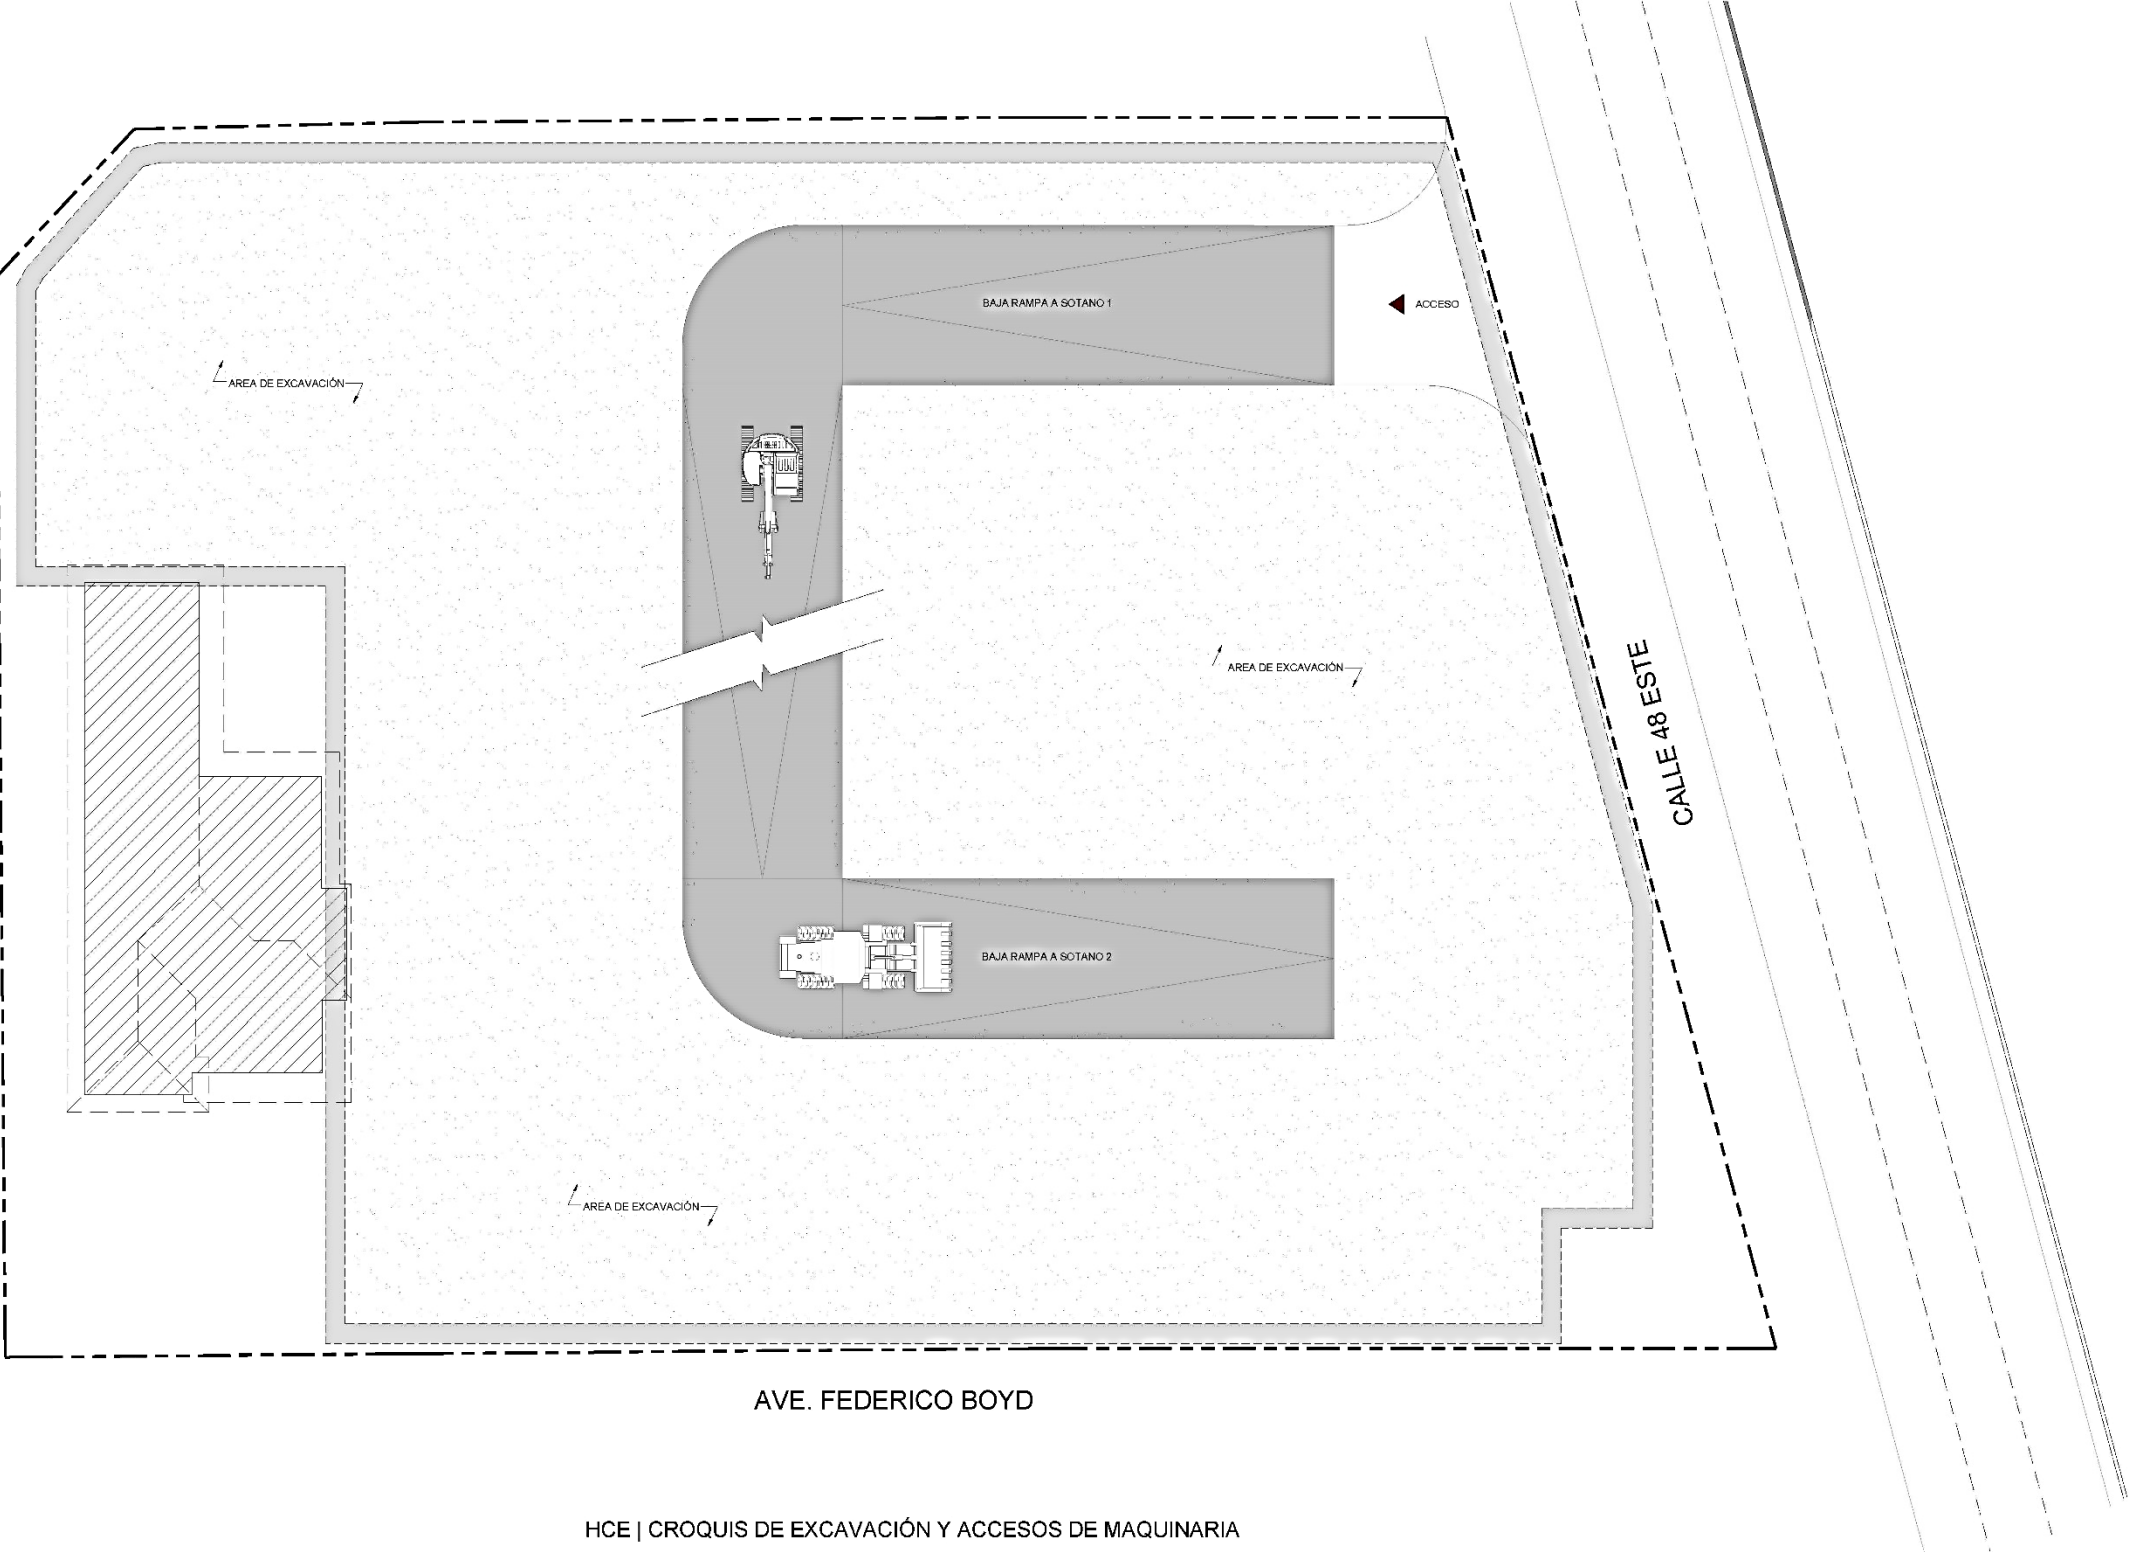 BAJA RAMPA A SOTANO 1
ACCESO
AREA DE EXCAVACIÓN
AREA DE EXCAVACIÓN
CALLE 48 ESTE
BAJA RAMPA A SOTANO 2
AREA DE EXCAVACIÓN
AVE. FEDERICO BOYD
HCE | CROQUIS DE EXCAVACIÓN Y ACCESOS DE MAQUINARIA